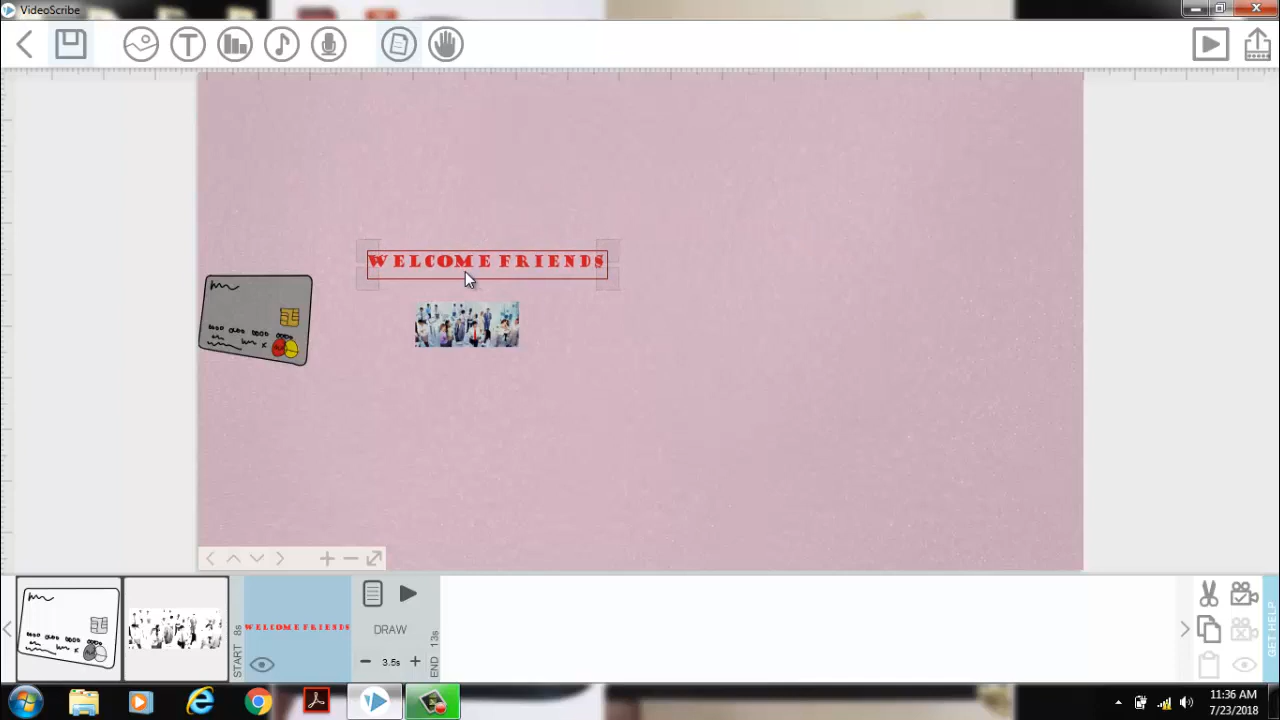 VideoScribe
WELCOME FRIENDS
WELCOME FRIENDS
START 8s
DRAW
3.5s
END 13s
GET HELP
11:36 AM
7/23/2018